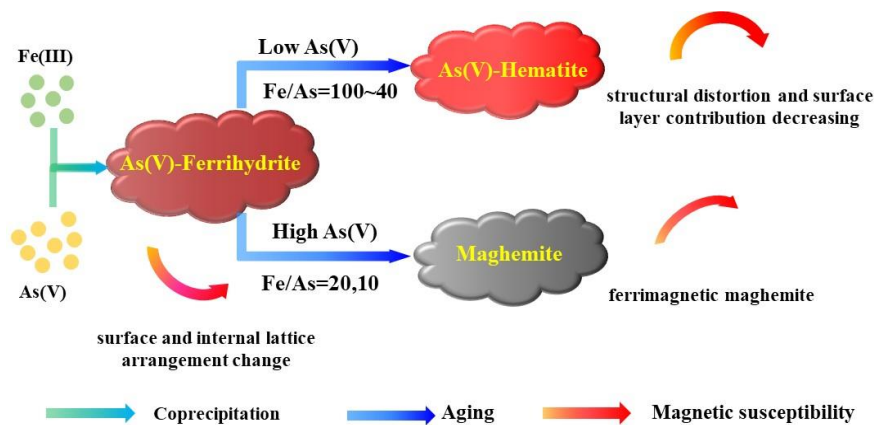 Fe(III)
As(V)
As(V)-Ferrihydrite
Low As(V)
Fe/As=100~40
As(V)-Hematite
structural distortion and surface
layer contribution decreasing
High As(V)
Fe/As=20,10
Maghemite
ferrimagnetic maghemite
surface and internal lattice
arrangement change
Coprecipitation
Aging
Magnetic susceptibility